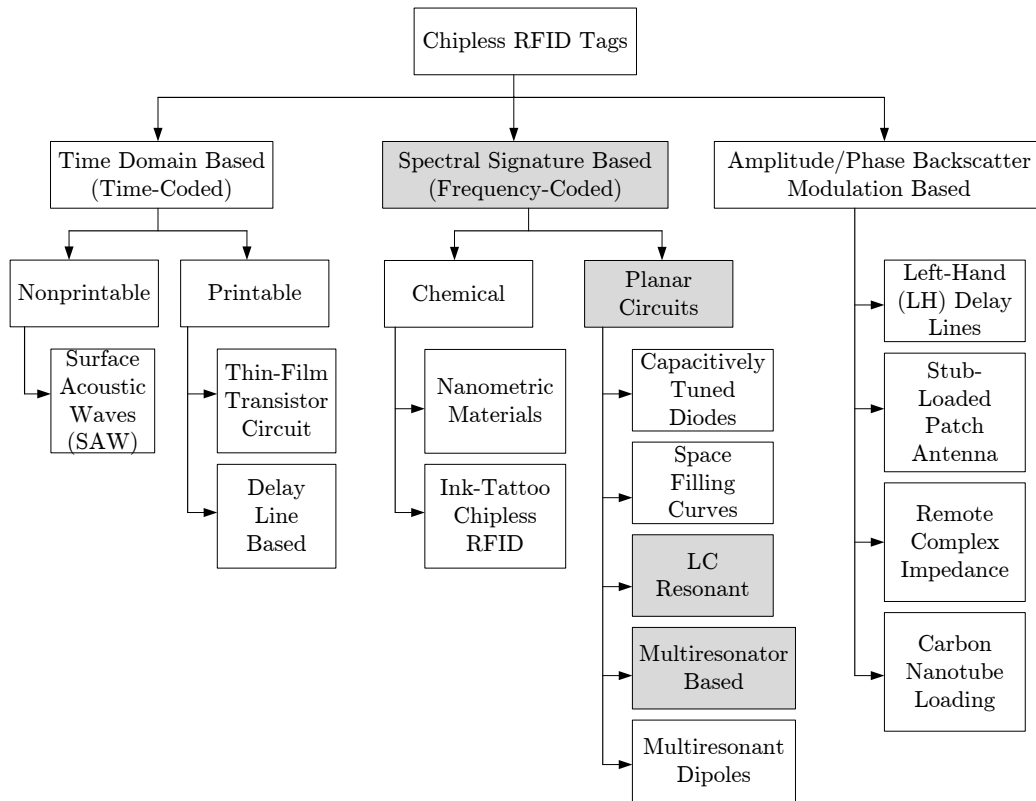 Chipless RFID Tags
Time Domain Based
(Time-Coded)
Spectral Signature Based
(Frequency-Coded)
Amplitude/Phase Backscatter
Modulation Based
Nonprintable
Printable
Chemical
Planar
Circuits
Surface
Acoustic
Waves
(SAW)
Thin-Film
Transistor
Circuit
Delay
Line
Based
Nanometric
Materials
Ink-Tattoo
Chipless
RFID
Capacitively
Tuned
Diodes
Space
Filling
Curves
LC
Resonant
Multiresonator
Based
Multiresonant
Dipoles
Left-Hand
(LH) Delay
Lines
Stub-
Loaded
Patch
Antenna
Remote
Complex
Impedance
Carbon
Nanotube
Loading